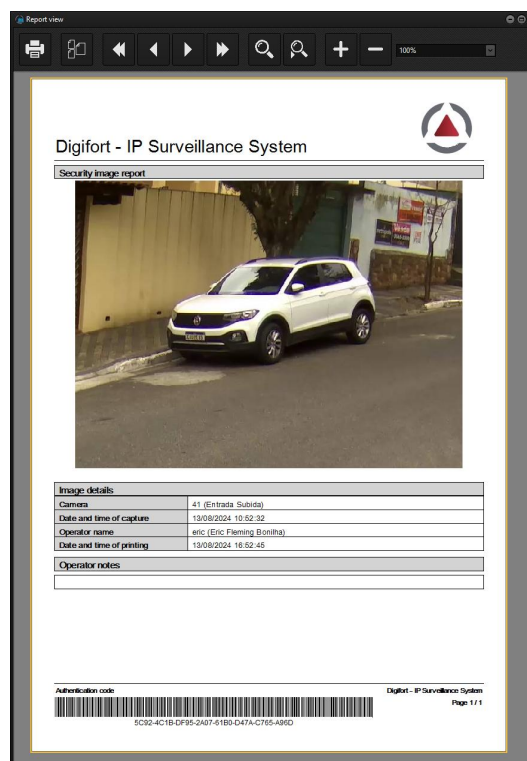 Report view
100%
Digifort - IP Surveillance System
Security image report
Image details
Camera 41 (Entrada Subida)
Date and time of capture 13/08/2024 10:52:32
Operator name eric (Eric Fleming Bonilha)
Date and time of printing 13/08/2024 16:52:45
Operator notes
Authentication code Digifort - IP Surveillance System
Page 1 / 1
5C92-4C1B-DF95-2A07-61B0-D47A-C765-A96D